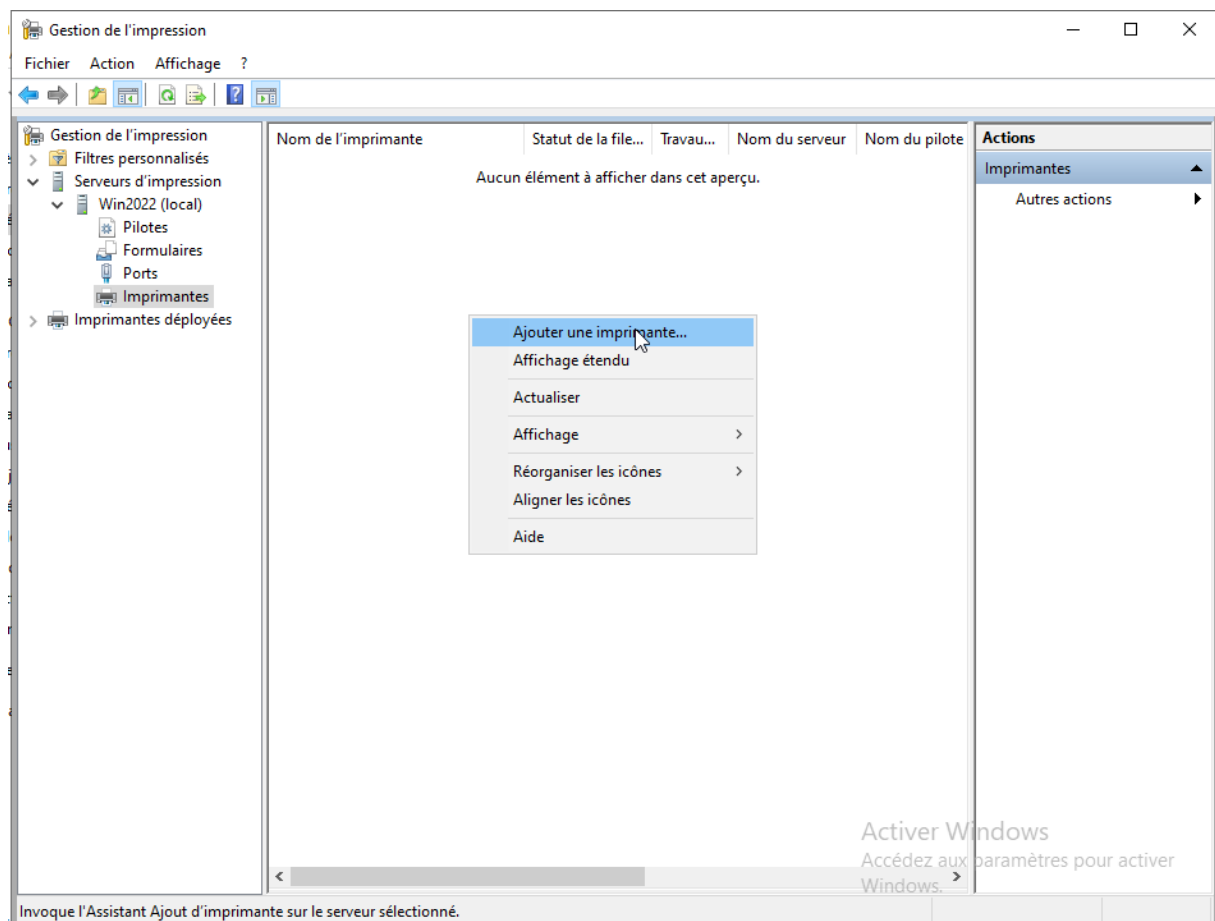 Gestion de l'impression
Fichier Action Affichage ?
Gestion de l'impression
Filtres personnalisés
Serveurs d'impression
Win2022 (local)
Pilotes
Formulaires
Ports
Imprimantes
Imprimantes déployées
Nom de l'imprimante Statut de la file... Travau... Nom du serveur Nom du pilote
Aucun élément à afficher dans cet aperçu.
Ajouter une imprimante...
Affichage étendu
Actualiser
Affichage
Réorganiser les icônes
Aligner les icônes
Aide
Actions
Imprimantes
Autres actions
Activer Windows
Accédez aux paramètres pour activer
Windows.
Invoque l'Assistant Ajout d'imprimante sur le serveur sélectionné.